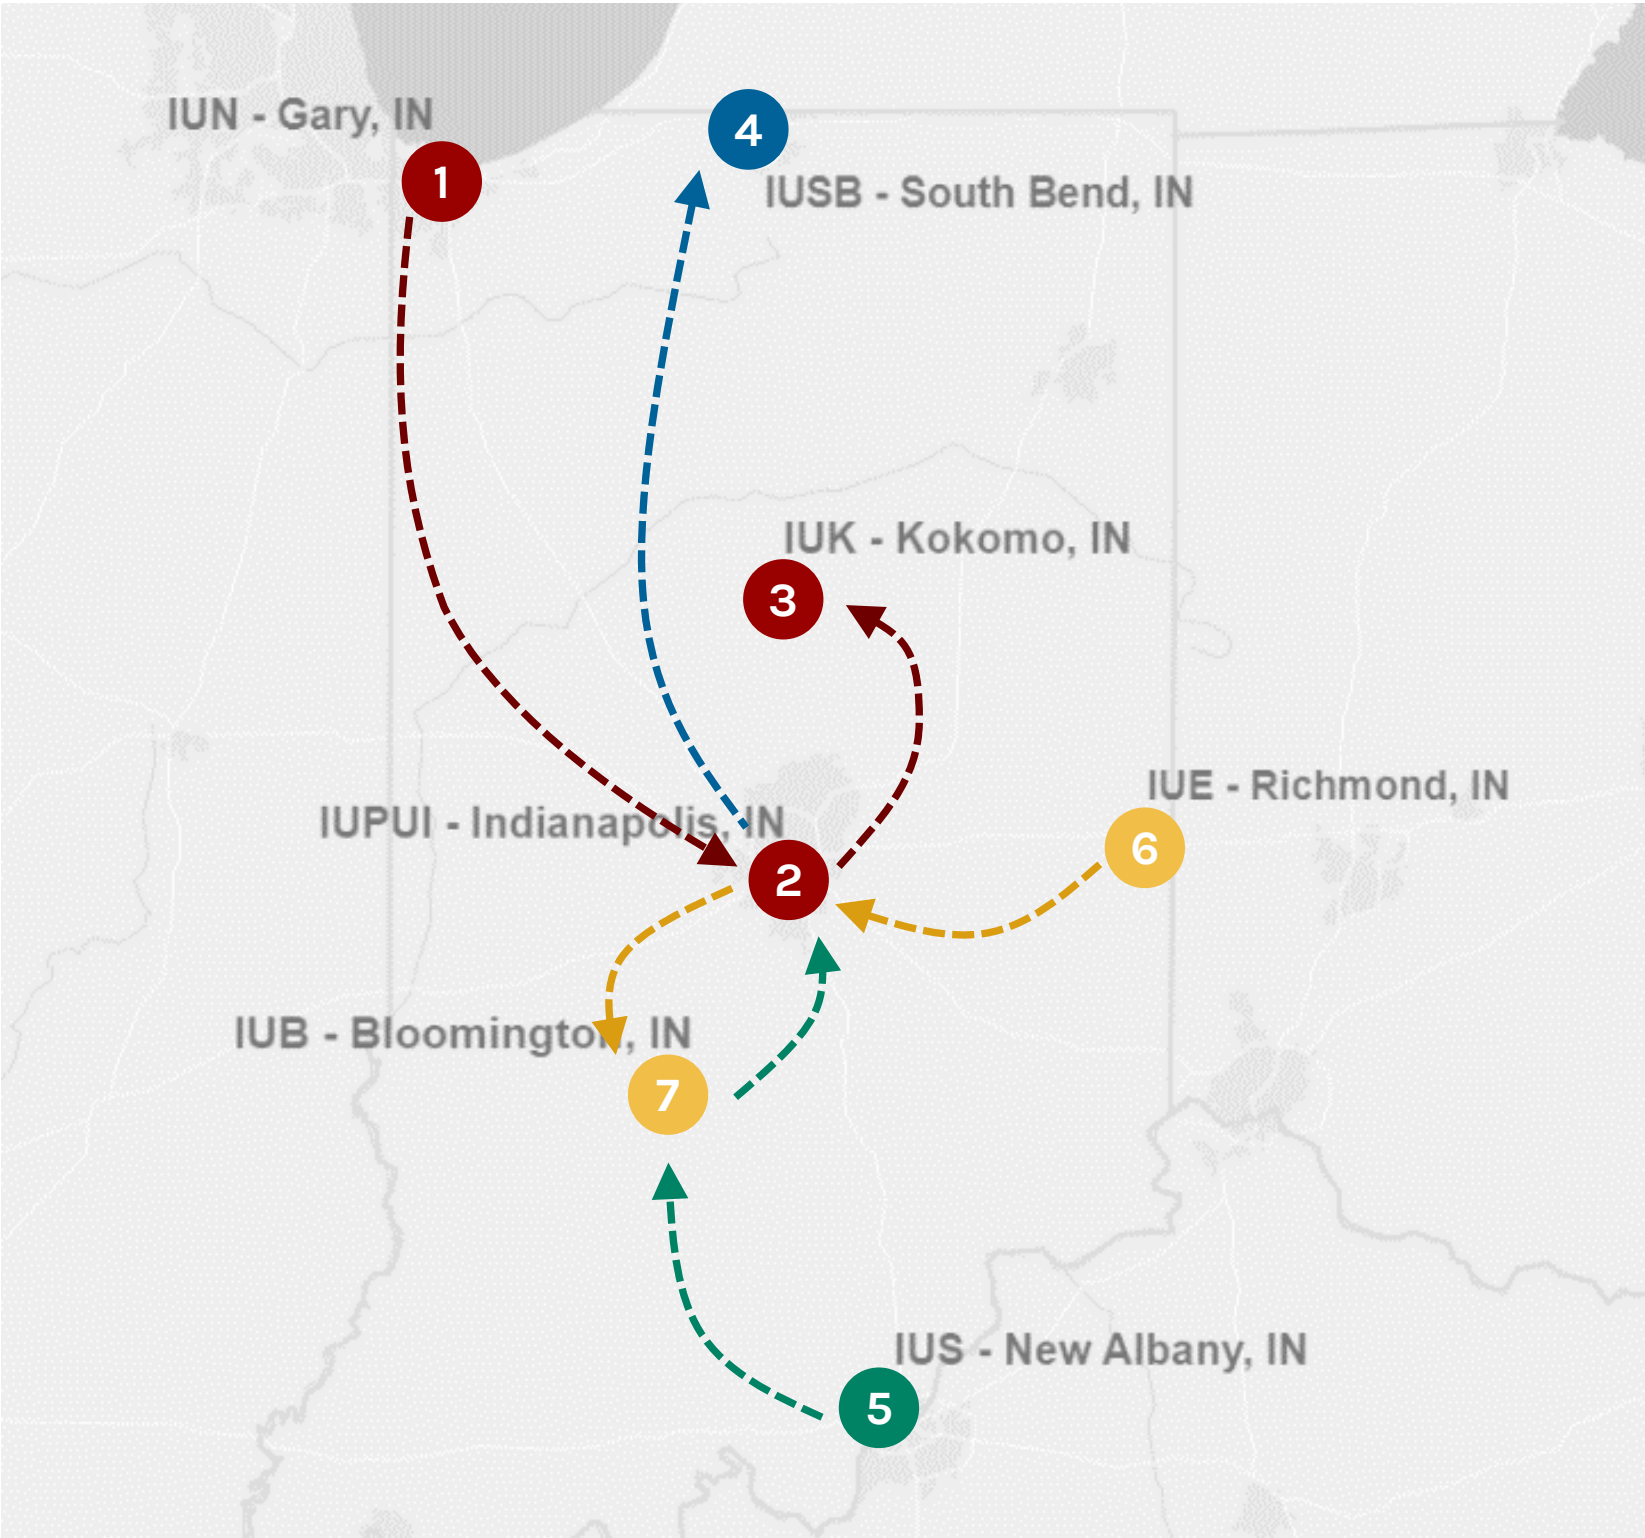 IUN - Gary, IN
1
4
IUSB - South Bend, IN
IUK - Kokomo, IN
3
IUE - Richmond, IN
IUPUI - Indianapolis, IN
6
2
IUB - Bloomington, IN
7
IUS - New Albany, IN
5